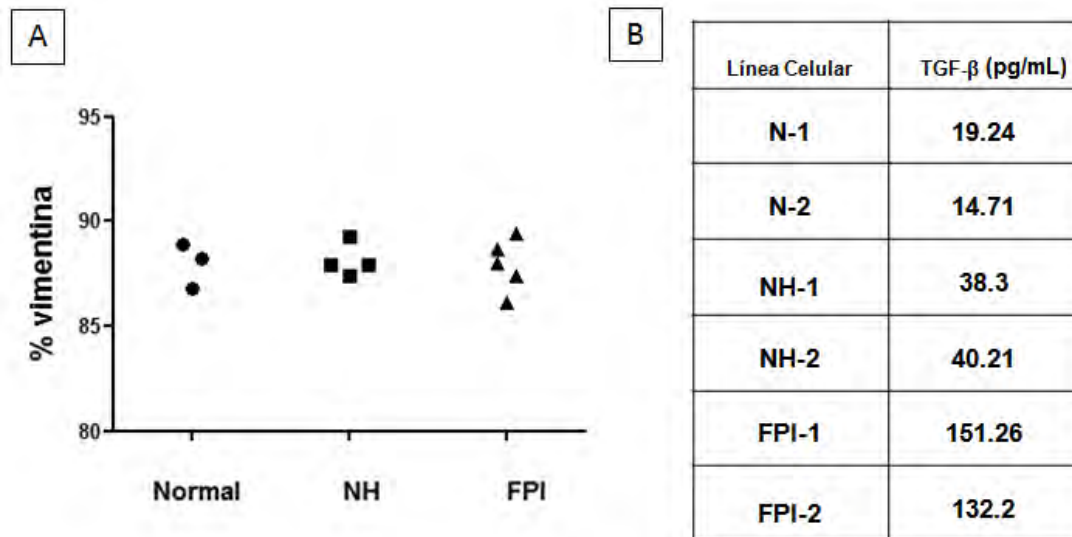 A
95
90
85
80
% vimentina
Normal NH FPI
B
Línea Celular TGF-β (pg/mL)
N-1 19.24
N-2 14.71
NH-1 38.3
NH-2 40.21
FPI-1 151.26
FPI-2 132.2